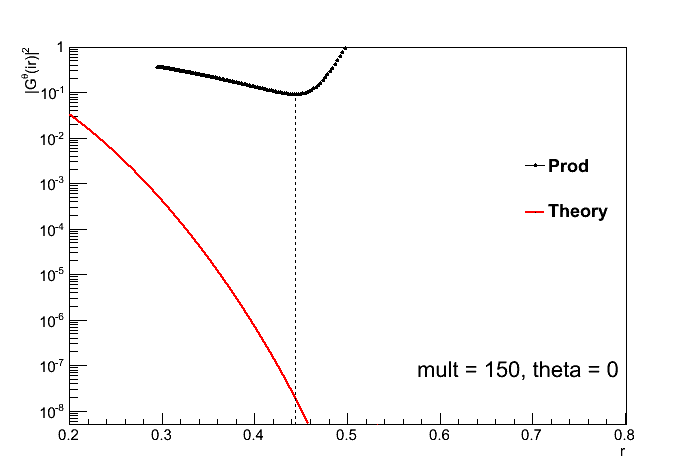 |G^θ(ir)|²
1
10⁻¹
10⁻²
10⁻³
10⁻⁴
10⁻⁵
10⁻⁶
10⁻⁷
10⁻⁸
Prod
Theory
mult = 150, theta = 0
0.2 0.3 0.4 0.5 0.6 0.7 0.8
r